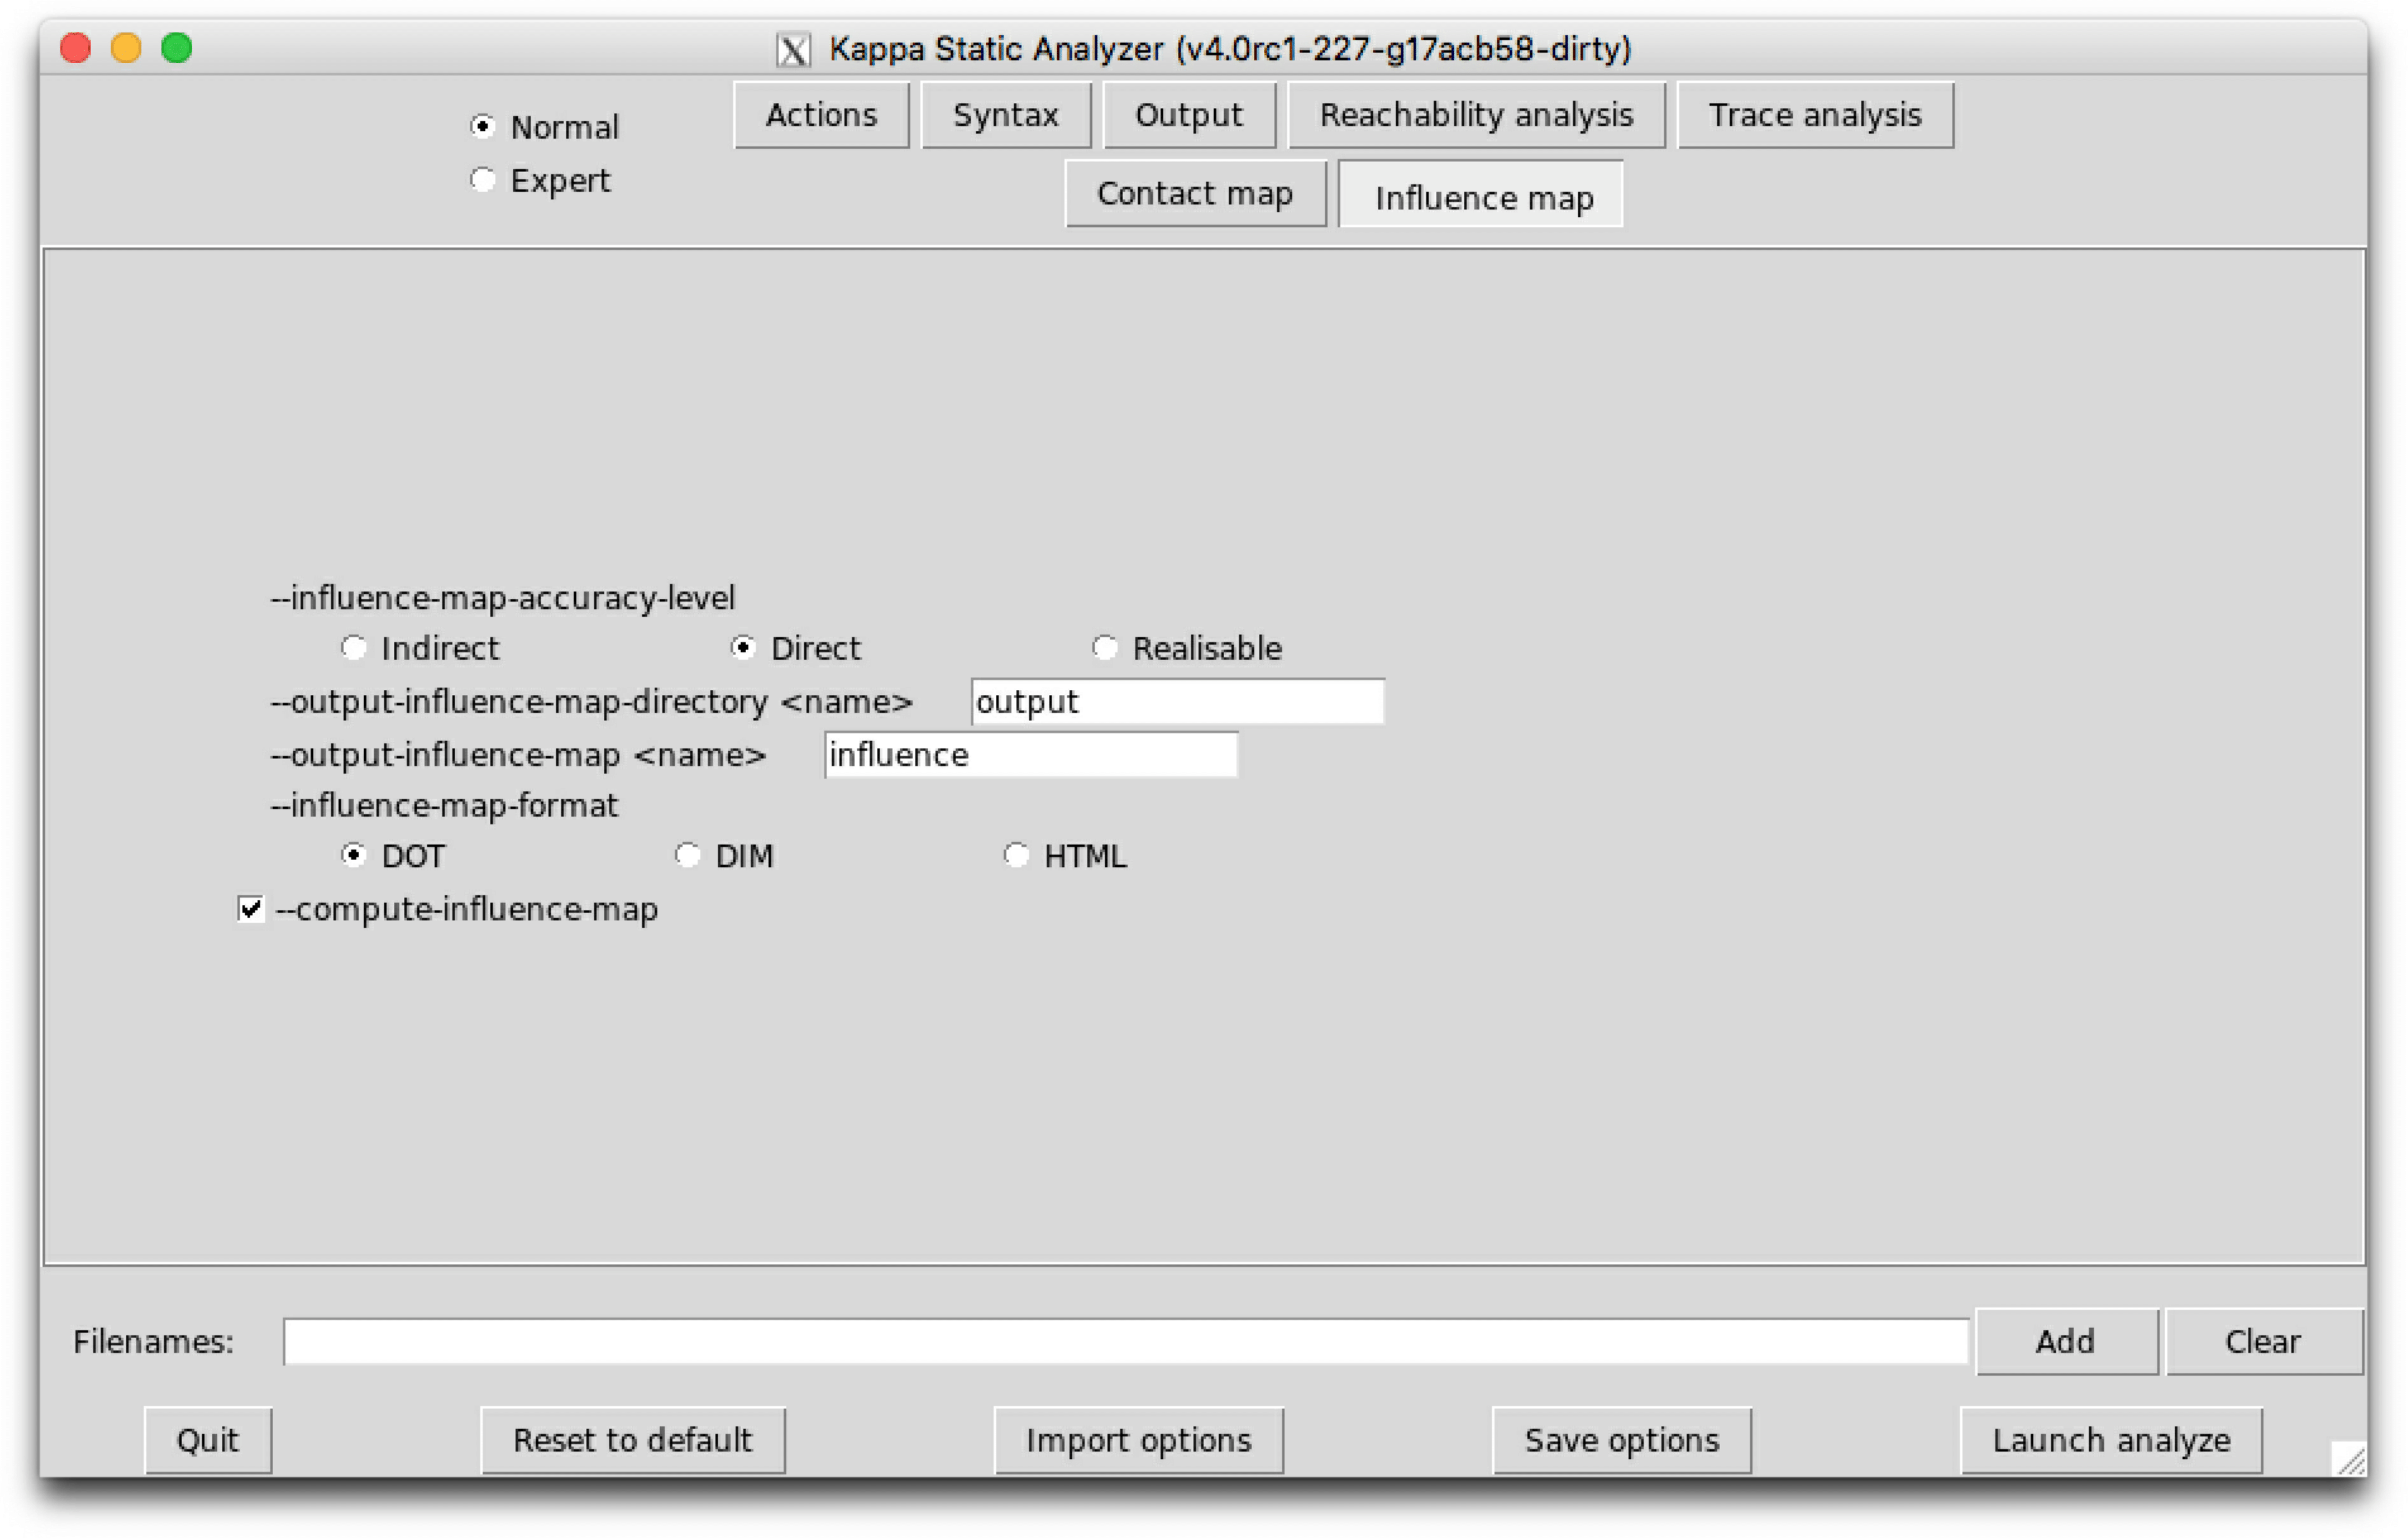 Kappa Static Analyzer (v4.0rc1-227-g17acb58-dirty)
Normal
Expert
Actions Syntax Output Reachability analysis Trace analysis
Contact map Influence map
--influence-map-accuracy-level
Indirect Direct Realisable
--output-influence-map-directory <name> output
--output-influence-map <name> influence
--influence-map-format
DOT DIM HTML
--compute-influence-map
Filenames: Add Clear
Quit Reset to default Import options Save options Launch analyze